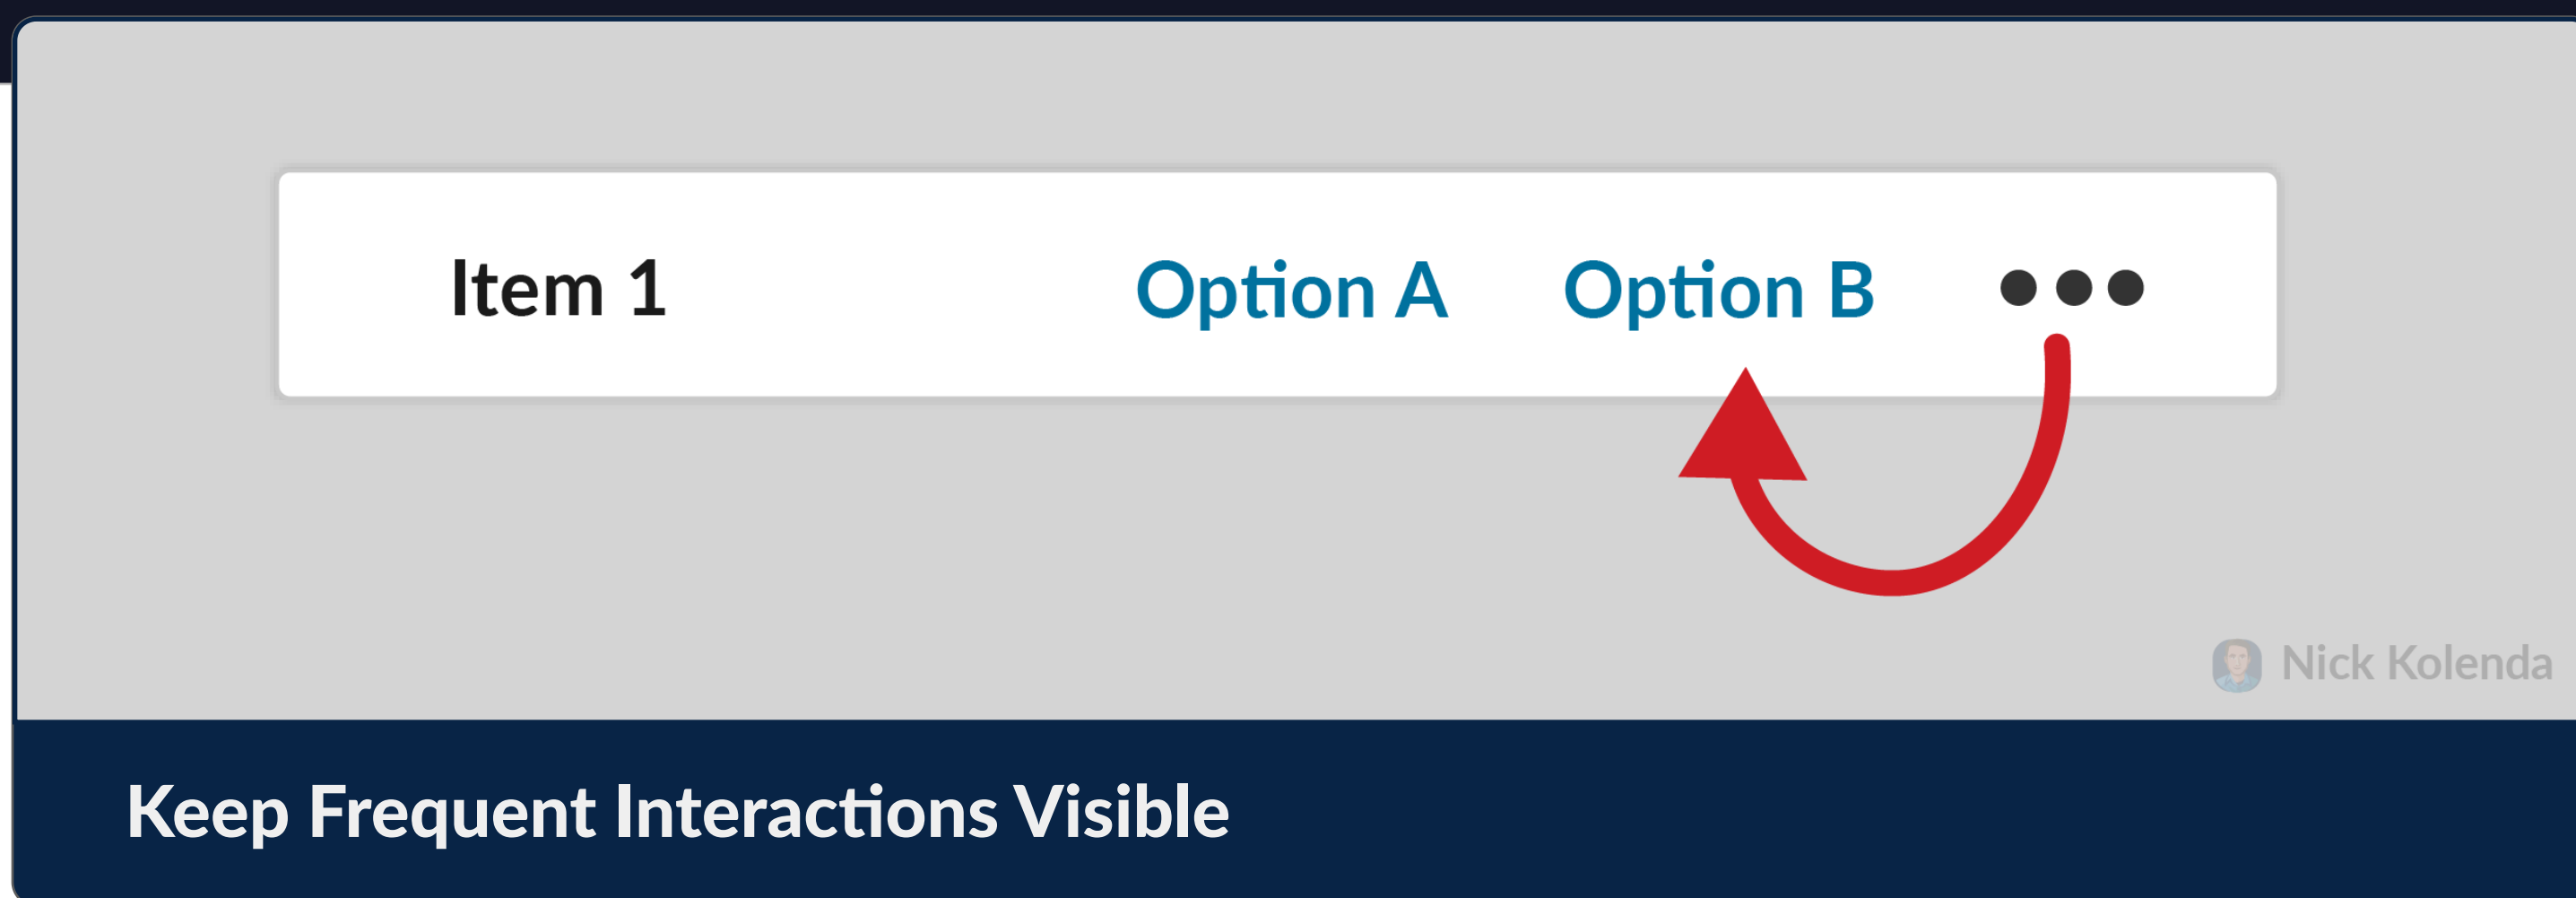 Item 1 Option A Option B •••
Nick Kolenda
Keep Frequent Interactions Visible